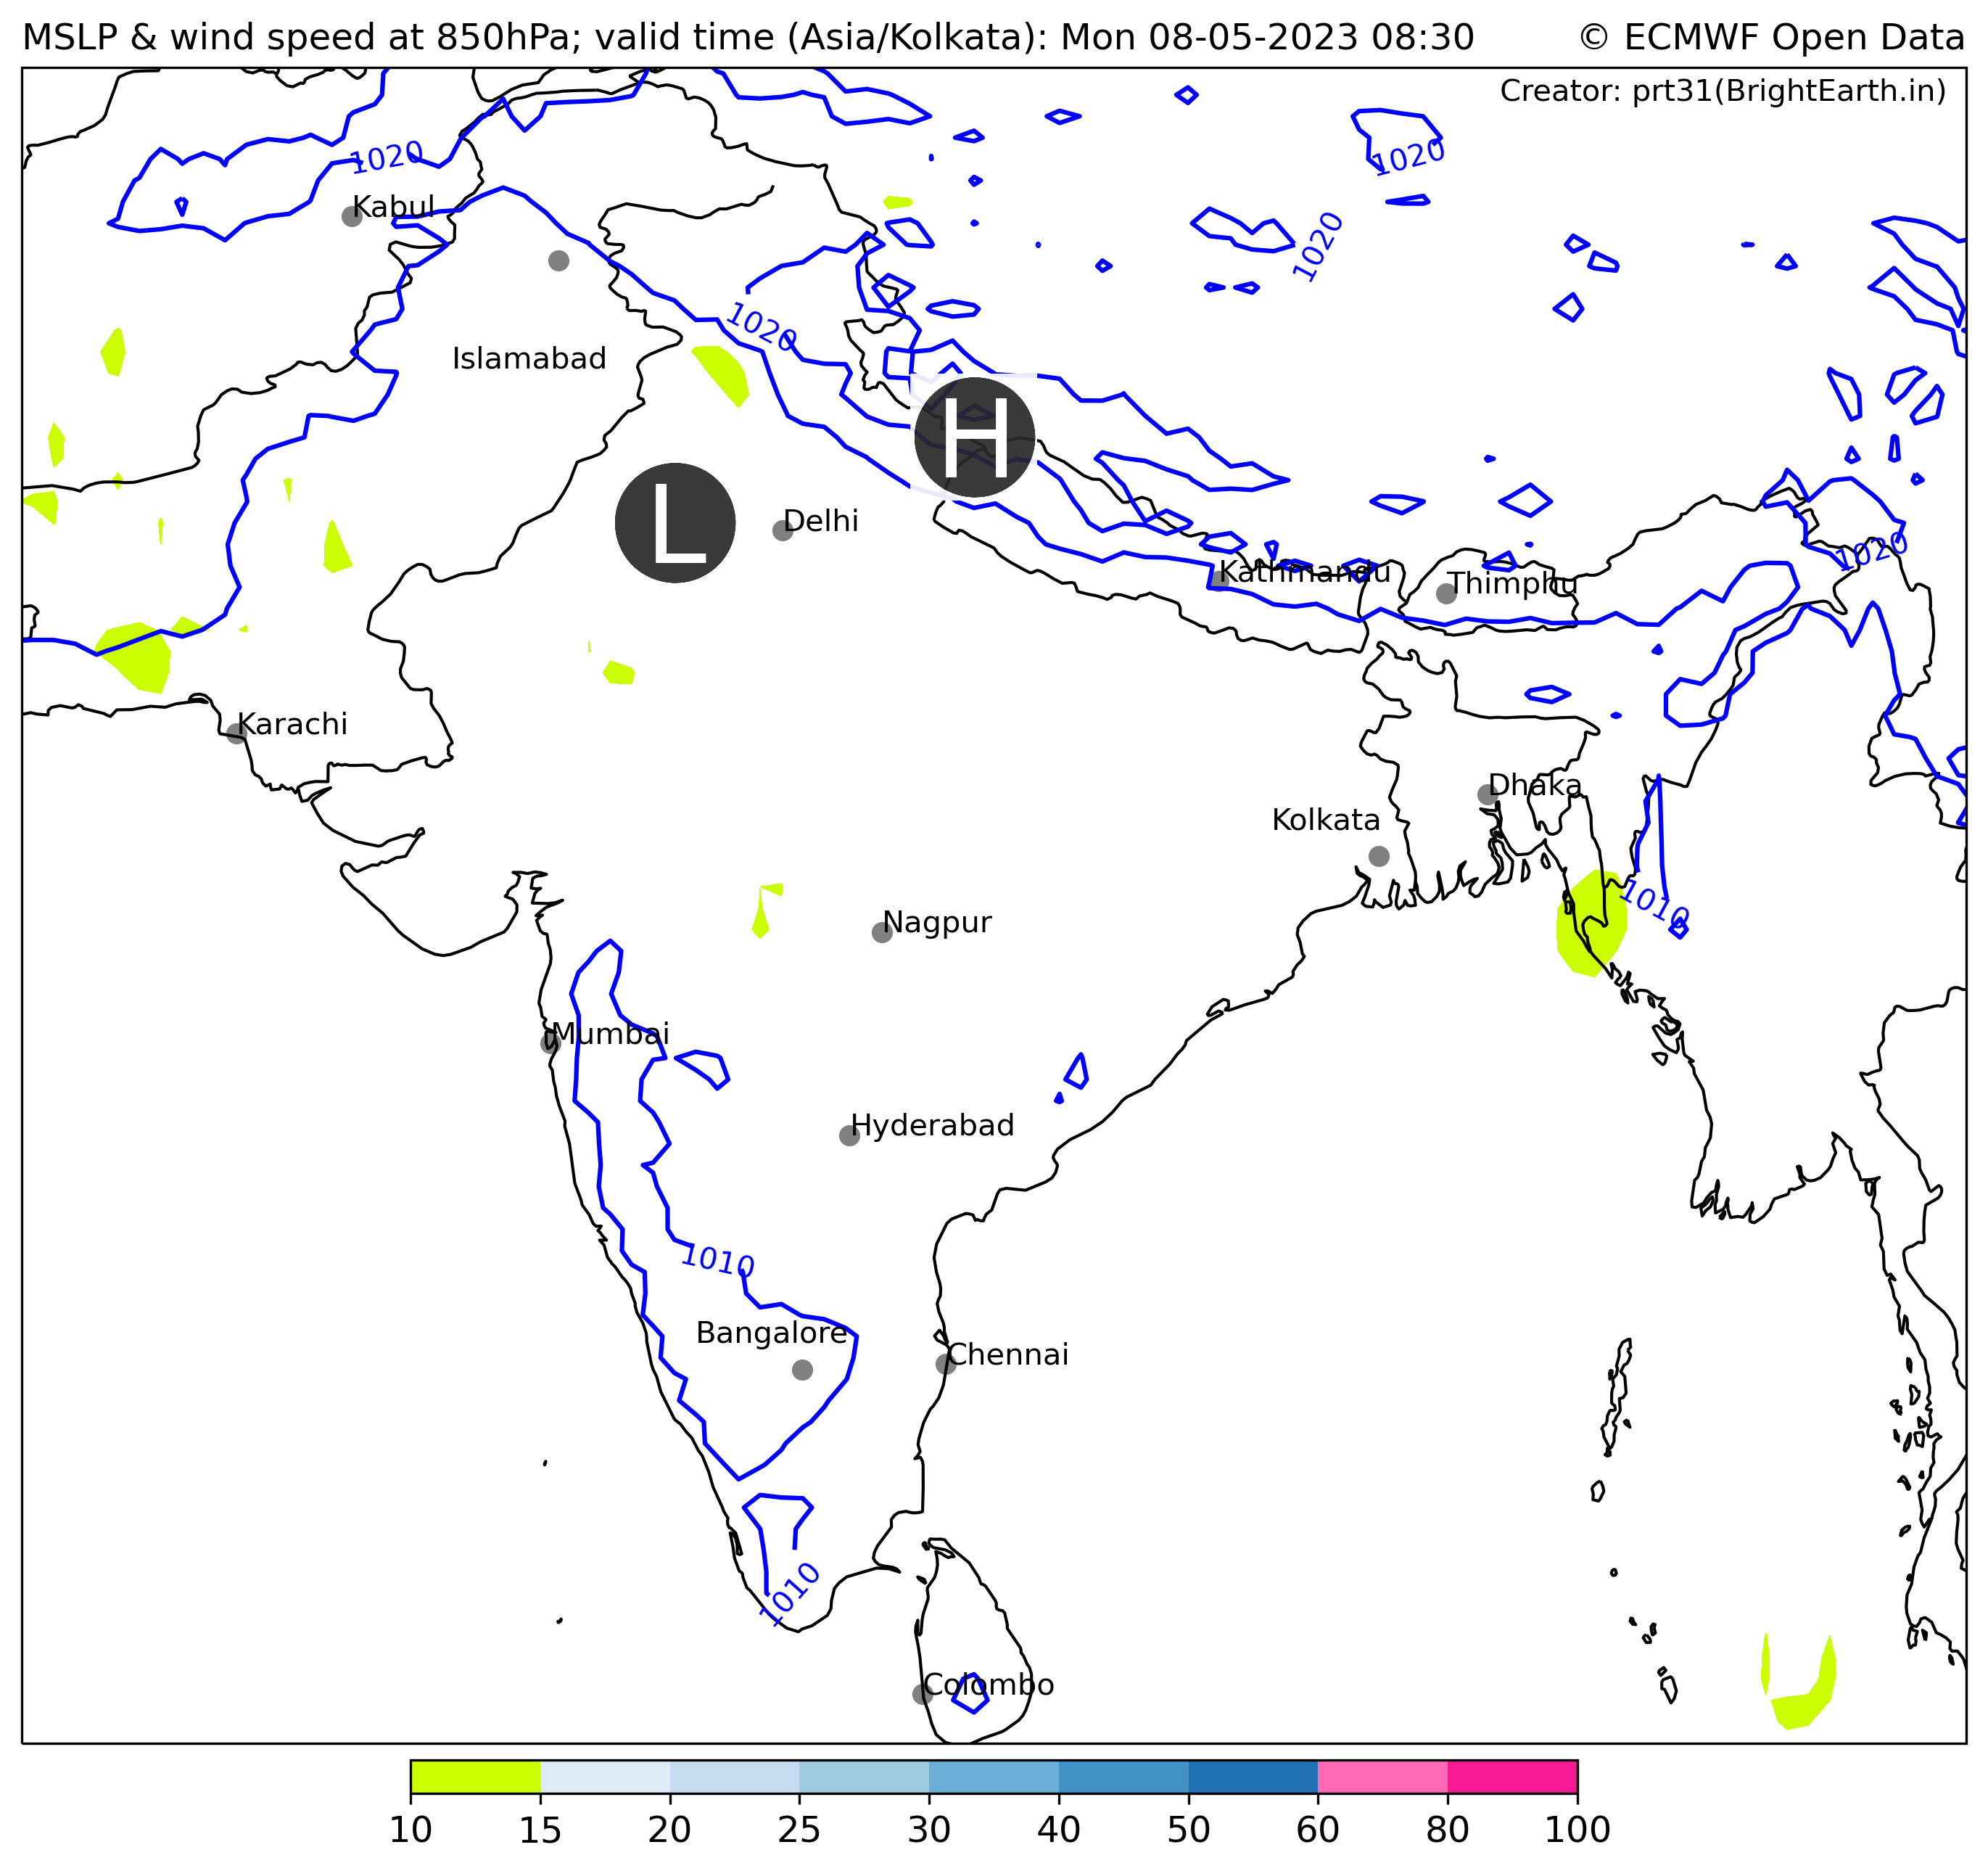 MSLP & wind speed at 850hPa; valid time (Asia/Kolkata): Mon 08-05-2023 08:30
© ECMWF Open Data
Creator: prt31(BrightEarth.in)
1020
1020
Kabul
1020
1020
Islamabad
H
L
Delhi
1020
Kathmandu
Thimphu
Karachi
Dhaka
Kolkata
1010
Nagpur
Mumbai
Hyderabad
1010
Bangalore
Chennai
1010
Colombo
10 15 20 25 30 40 50 60 80 100